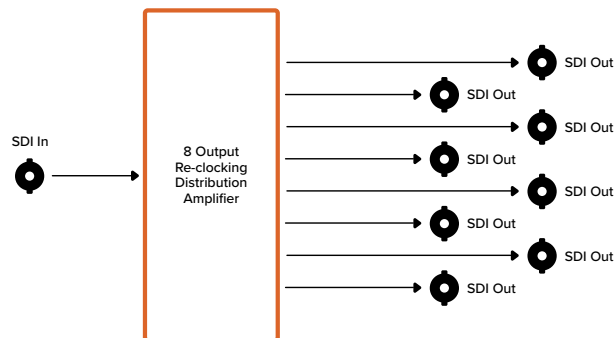 SDI In
8 Output
Re-clocking
Distribution
Amplifier
SDI Out
SDI Out
SDI Out
SDI Out
SDI Out
SDI Out
SDI Out
SDI Out